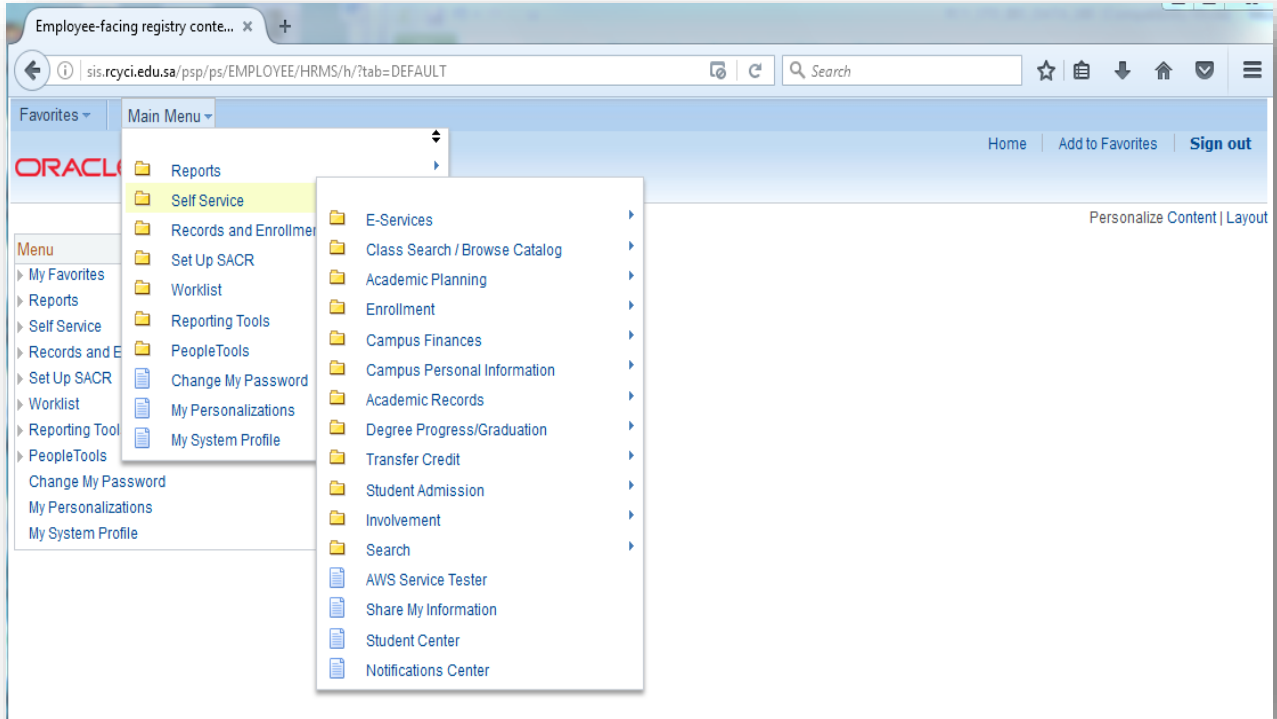 Employee-facing registry conte... × +
sis.rcyci.edu.sa/psp/ps/EMPLOYEE/HRMS/h/?tab=DEFAULT
Search
Favorites Main Menu
Home Add to Favorites Sign out
ORACLE
Personalize Content | Layout
Reports
Self Service
Records and Enrollmer
Set Up SACR
Worklist
Reporting Tools
PeopleTools
Change My Password
My Personalizations
My System Profile
E-Services
Class Search / Browse Catalog
Academic Planning
Enrollment
Campus Finances
Campus Personal Information
Academic Records
Degree Progress/Graduation
Transfer Credit
Student Admission
Involvement
Search
AWS Service Tester
Share My Information
Student Center
Notifications Center
Menu
My Favorites
Reports
Self Service
Records and E
Set Up SACR
Worklist
Reporting Tool
PeopleTools
Change My Password
My Personalizations
My System Profile